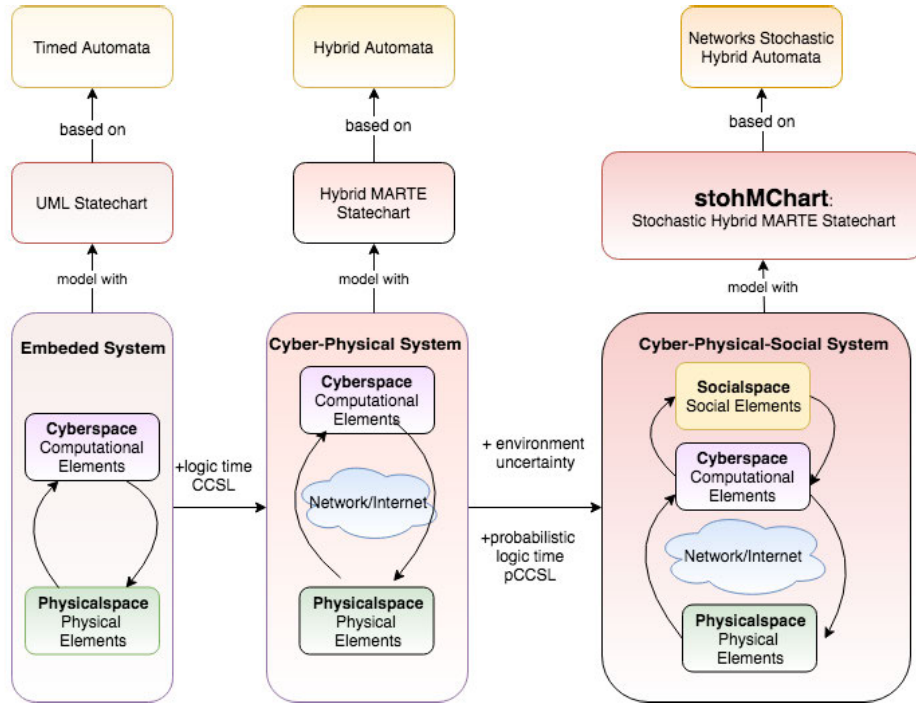 Timed Automata
Hybrid Automata
Networks Stochastic
Hybrid Automata
based on
based on
based on
UML Statechart
Hybrid MARTE
Statechart
stohMChart:
Stochastic Hybrid MARTE Statechart
model with
model with
model with
Embeded System
Cyberspace
Computational
Elements
Physicalspace
Physical
Elements
+logic time
CCSL
Cyber-Physical System
Cyberspace
Computational
Elements
Network/Internet
Physicalspace
Physical
Elements
+ environment
uncertainty
+probabilistic
logic time
pCCSL
Cyber-Physical-Social System
Socialspace
Social Elements
Cyberspace
Computational
Elements
Network/Internet
Physicalspace
Physical
Elements